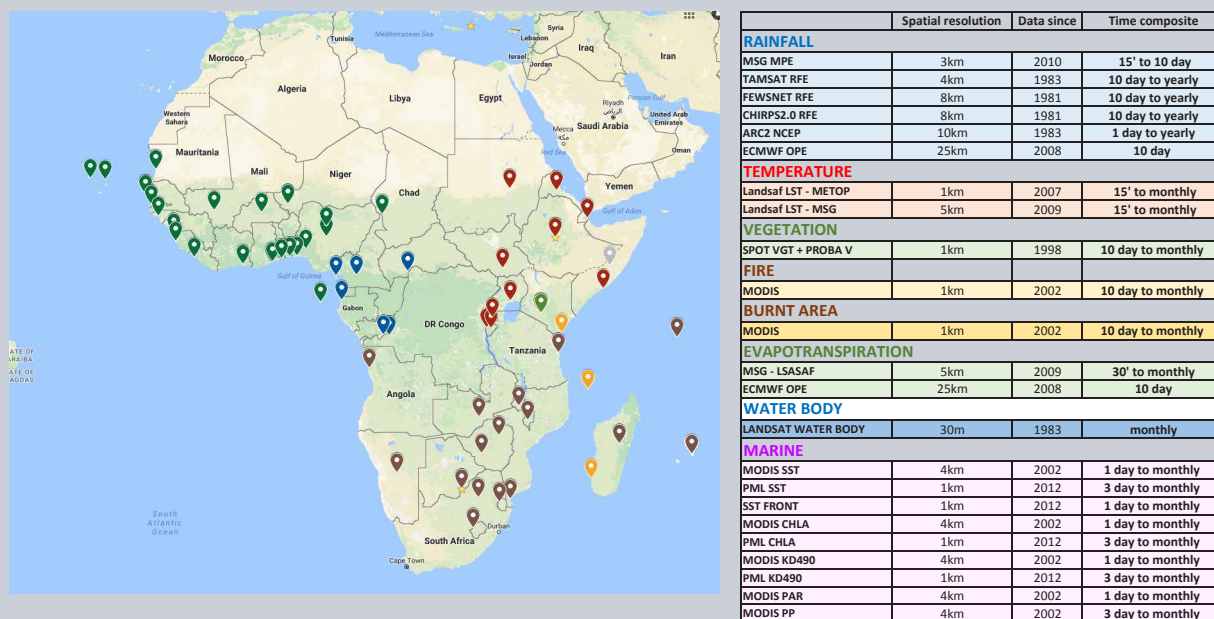 Tunisia
Mediterranean Sea
Syria
Lebanon
Iraq
Israel
Jordan
Iran
Morocco
Algeria
Libya
Egypt
Riyadh
الرياض
Persian Gulf
United Arab
Emirates
Western
Sahara
Mecca
مكة
Saudi Arabia
Oman
Red Sea
Mauritania
Mali
Niger
Chad
Yemen
Gulf of Aden
Gulf of Guinea
Gabon
DR Congo
Tanzania
ATE OF
ARAIBA
ATE OF
AGOAS
Angola
South
Atlantic
Ocean
Durban
South Africa
Cape Town
Spatial resolution Data since Time composite
RAINFALL
MSG MPE 3km 2010 15' to 10 day
TAMSAT RFE 4km 1983 10 day to yearly
FEWSNET RFE 8km 1981 10 day to yearly
CHIRPS2.0 RFE 8km 1981 10 day to yearly
ARC2 NCEP 10km 1983 1 day to yearly
ECMWF OPE 25km 2008 10 day
TEMPERATURE
Landsaf LST - METOP 1km 2007 15' to monthly
Landsaf LST - MSG 5km 2009 15' to monthly
VEGETATION
SPOT VGT + PROBA V 1km 1998 10 day to monthly
FIRE
MODIS 1km 2002 10 day to monthly
BURNT AREA
MODIS 1km 2002 10 day to monthly
EVAPOTRANSPIRATION
MSG - LSASAF 5km 2009 30' to monthly
ECMWF OPE 25km 2008 10 day
WATER BODY
LANDSAT WATER BODY 30m 1983 monthly
MARINE
MODIS SST 4km 2002 1 day to monthly
PML SST 1km 2012 3 day to monthly
SST FRONT 1km 2012 1 day to monthly
MODIS CHLA 4km 2002 1 day to monthly
PML CHLA 1km 2012 3 day to monthly
MODIS KD490 4km 2002 1 day to monthly
PML KD490 1km 2012 3 day to monthly
MODIS PAR 4km 2002 1 day to monthly
MODIS PP 4km 2002 3 day to monthly